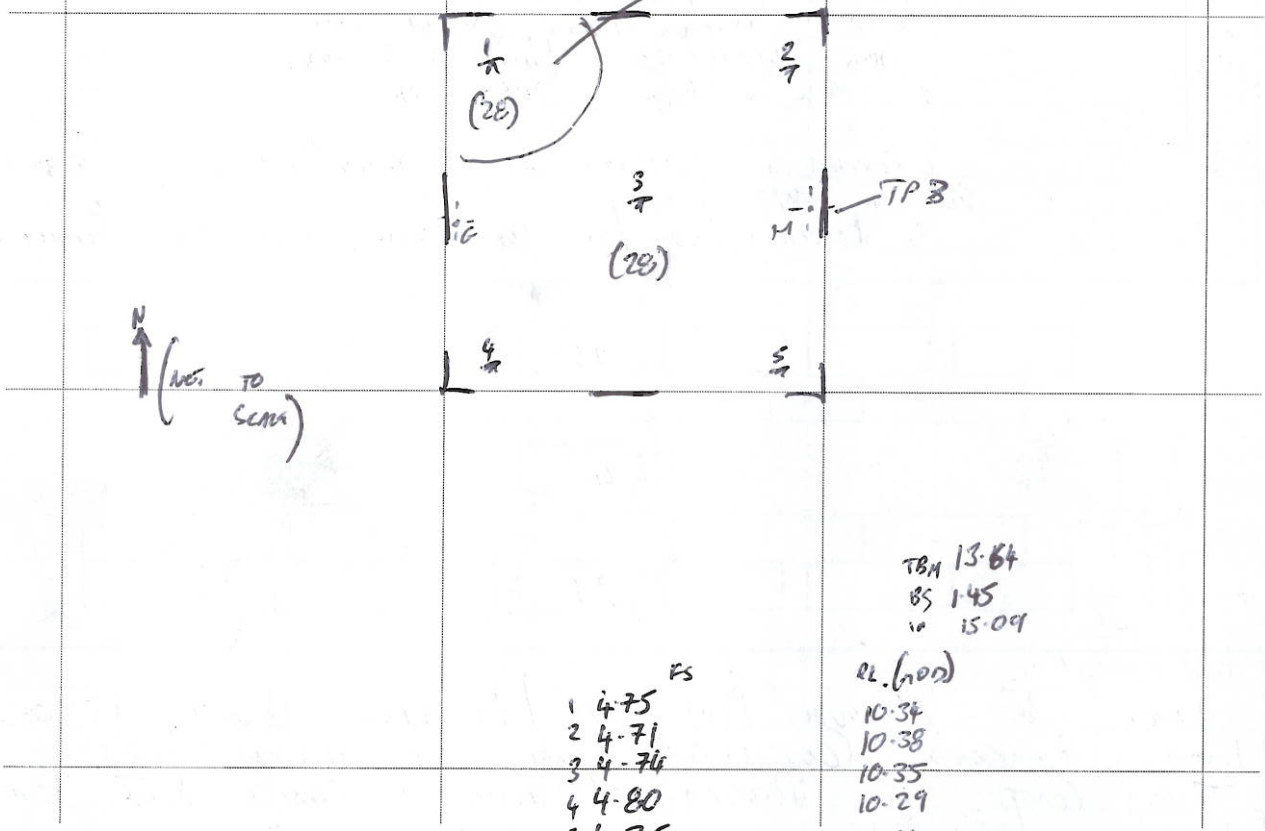 1
2
(28)
3
TP 3
E
M
(28)
N
4
5
(NOT TO
SCALE)
TBM 13.64
BS 1.45
15.09
FS
RL. (MOD)
1 4.75 10.34
2 4.71 10.38
3 4.74 10.35
4 4.80 10.29